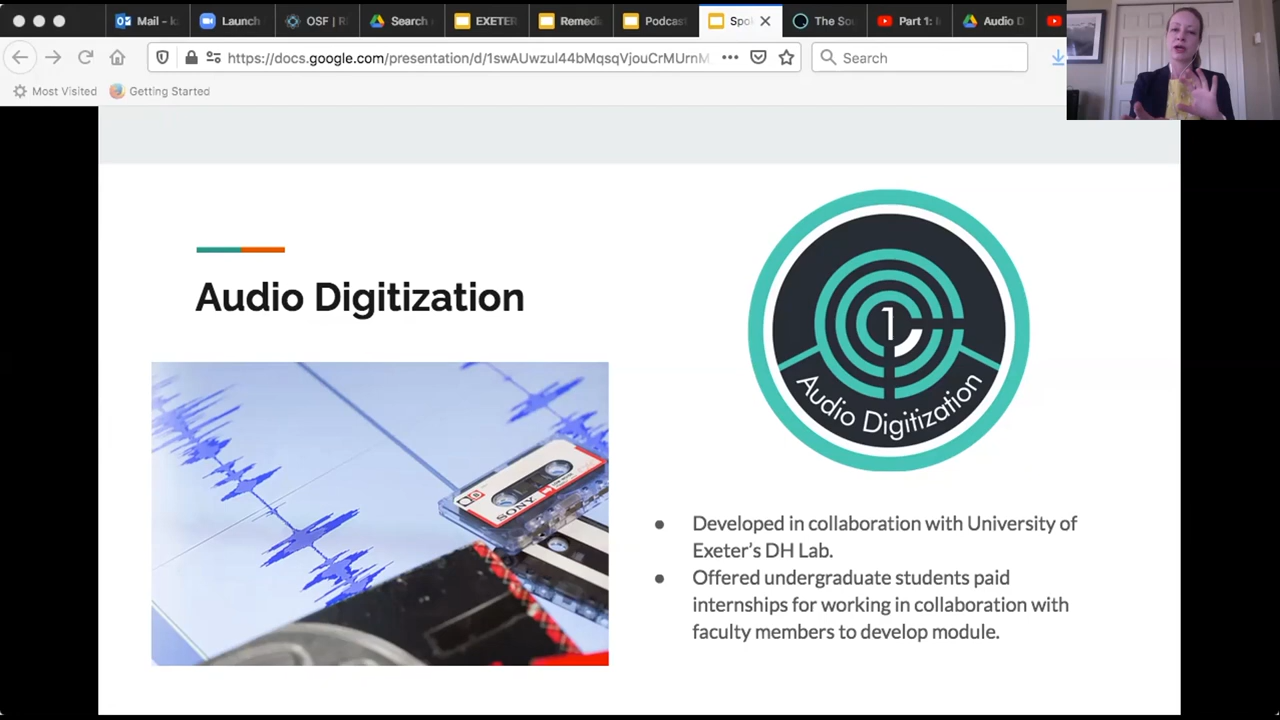 Mail - k
Launch
OSF | R
Search
EXETER
Remedi
Podcas
Spo
The So
Part 1: I
Audio D
https://docs.google.com/presentation/d/1swAUwzul44bMqsqVjouCrMUrnM
Search
Most Visited
Getting Started
Audio Digitization
SONY
1
Audio Digitization
● Developed in collaboration with University of
Exeter's DH Lab.
● Offered undergraduate students paid
internships for working in collaboration with
faculty members to develop module.